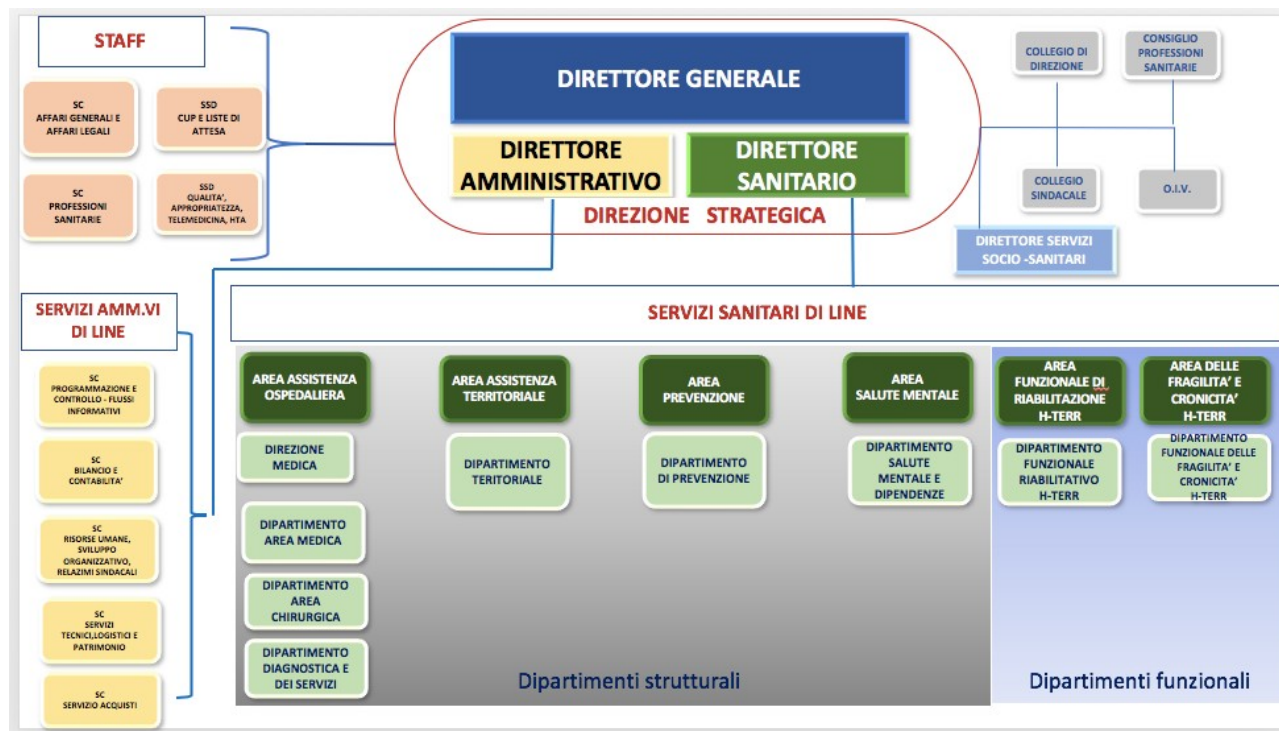 STAFF
SC
AFFARI GENERALI E
AFFARI LEGALI
SSD
CUP E LISTE DI
ATTESA
SC
PROFESSIONI
SANITARIE
SSD
QUALITA',
APPROPRIATEZZA,
TELEMEDICINA, HTA
DIRETTORE GENERALE
DIRETTORE
AMMINISTRATIVO
DIRETTORE
SANITARIO
DIREZIONE STRATEGICA
COLLEGIO DI
DIREZIONE
CONSIGLIO
PROFESSIONI
SANITARIE
COLLEGIO
SINDACALE
O.I.V.
DIRETTORE SERVIZI
SOCIO -SANITARI
SERVIZI AMM.VI
DI LINE
SC
PROGRAMMAZIONE E
CONTROLLO - FLUSSI
INFORMATIVI
SC
BILANCIO E
CONTABILITA'
SC
RISORSE UMANE,
SVILUPPO
ORGANIZZATIVO,
RELAZIMI SINDACALI
SC
SERVIZI
TECNICI,LOGISTICI E
PATRIMONIO
SC
SERVIZIO ACQUISTI
SERVIZI SANITARI DI LINE
AREA ASSISTENZA
OSPEDALIERA
DIREZIONE
MEDICA
DIPARTIMENTO
AREA MEDICA
DIPARTIMENTO
AREA
CHIRURGICA
DIPARTIMENTO
DIAGNOSTICA E
DEI SERVIZI
AREA ASSISTENZA
TERRITORIALE
DIPARTIMENTO
TERITORIALE
AREA
PREVENZIONE
DIPARTIMENTO
DI PREVENZIONE
AREA
SALUTE MENTALE
DIPARTIMENTO
SALUTE
MENTALE E
DIPENDENZE
AREA
FUNZIONALE DI
RIABILITAZIONE
H-TERR
DIPARTIMENTO
FUNZIONALE
RIABILITATIVO
H-TERR
AREA DELLE
FRAGILITA' E
CRONICITA'
H-TERR
DIPARTIMENTO
FUNZIONALE DELLE
FRAGILITA' E
CRONICITA'
H-TERR
Dipartimenti strutturali
Dipartimenti funzionali